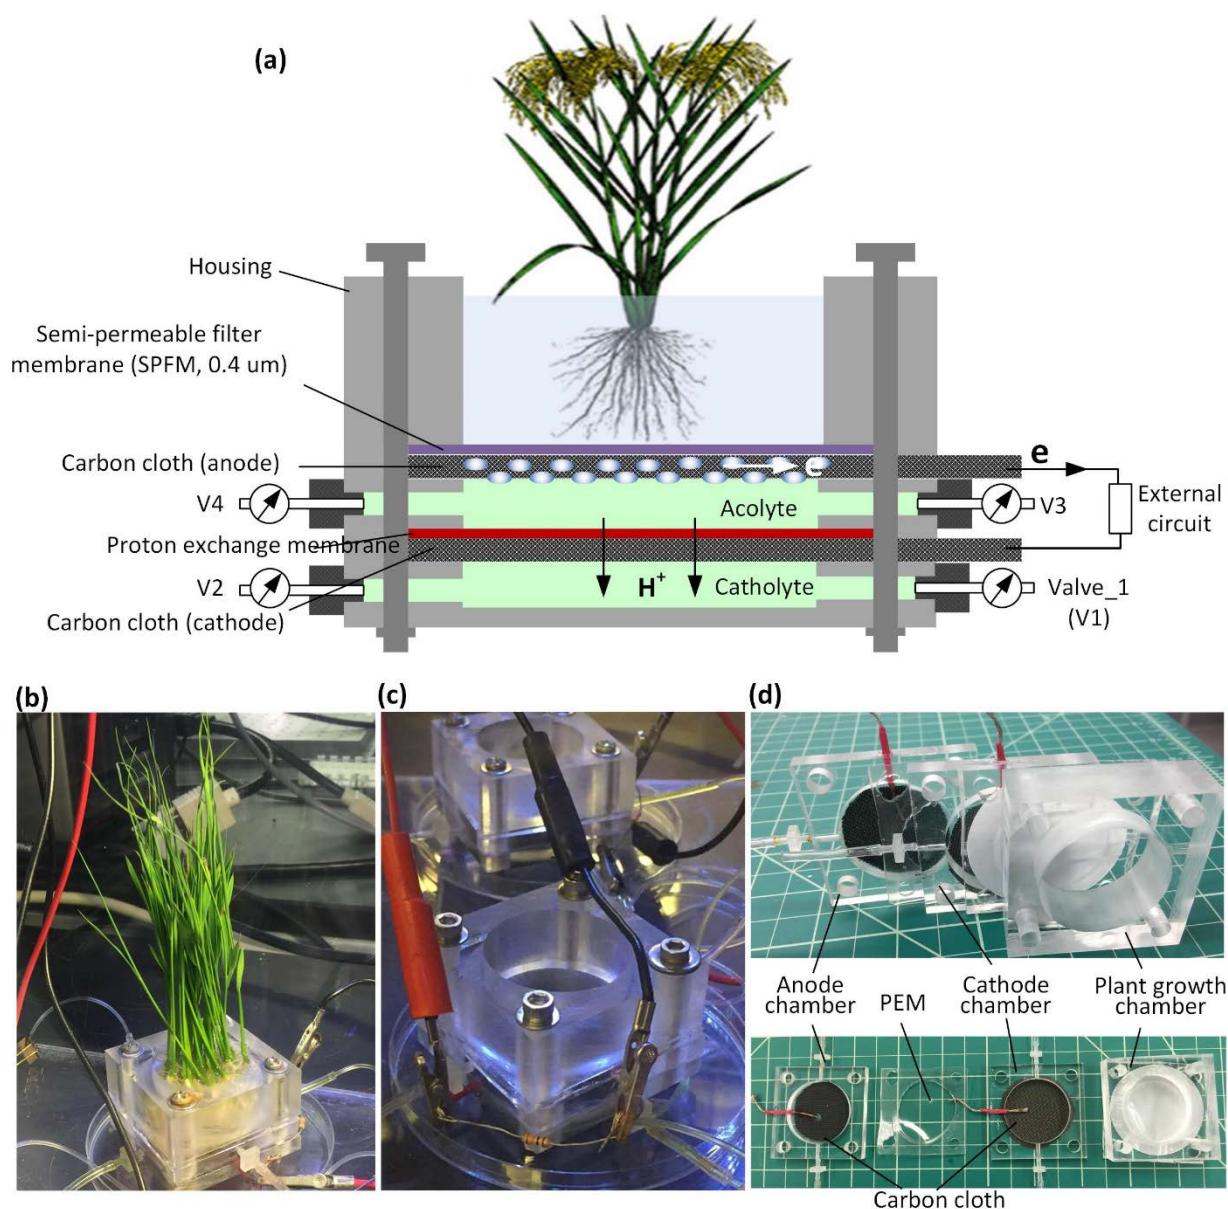 (a)
Housing
Semi-permeable filter
membrane (SPFM, 0.4 um)
Carbon cloth (anode)
e
e
V4
Acolyte
V3
External
circuit
Proton exchange membrane
H⁺
V2
Catholyte
Valve_1
(V1)
Carbon cloth (cathode)
(b)
(c)
(d)
Anode
chamber
PEM
Cathode
chamber
Plant growth
chamber
Carbon cloth